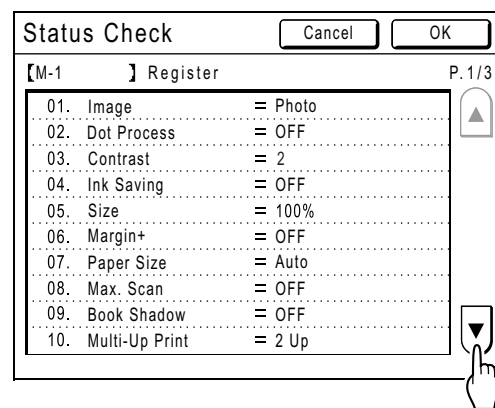 Status Check Cancel OK
【M-1 】Register P.1/3
01. Image = Photo
02. Dot Process = OFF
03. Contrast = 2
04. Ink Saving = OFF
05. Size = 100%
06. Margin+ = OFF
07. Paper Size = Auto
08. Max. Scan = OFF
09. Book Shadow = OFF
10. Multi-Up Print = 2 Up